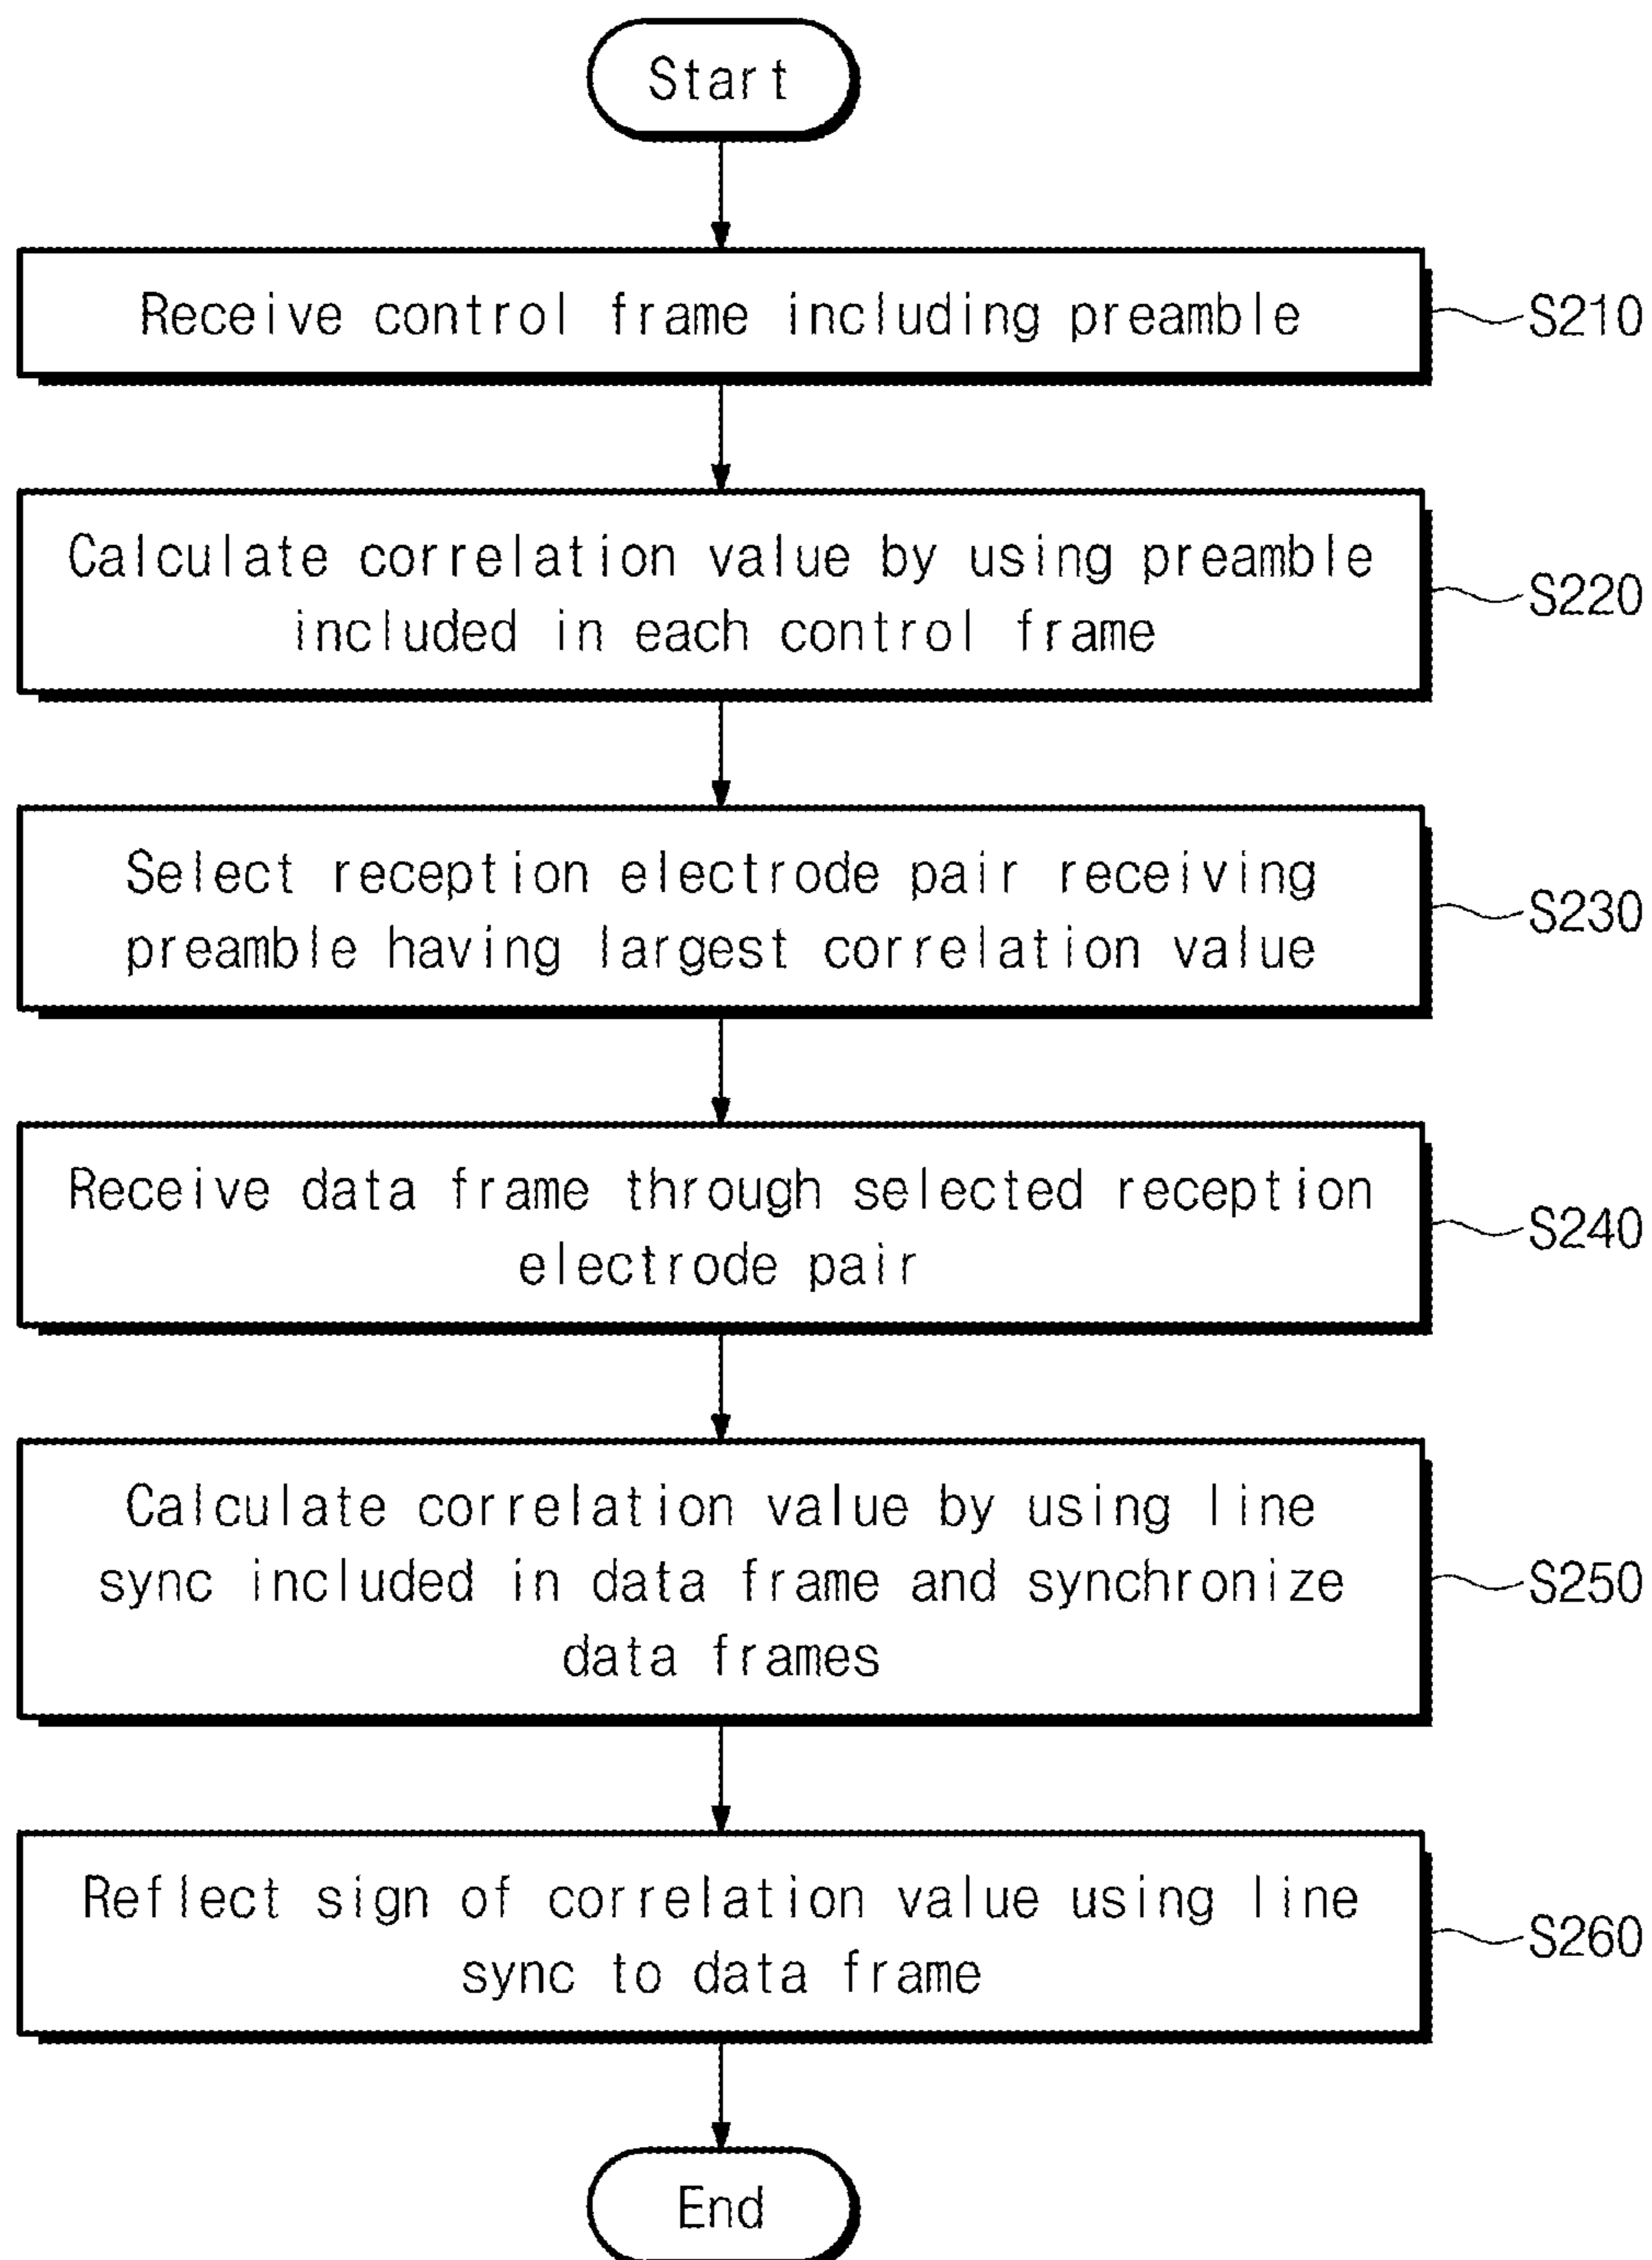 Start
Receive control frame including preamble
S210
Calculate correlation value by using preamble
included in each control frame
S220
Select reception electrode pair receiving
preamble having largest correlation value
S230
Receive data frame through selected reception
electrode pair
S240
Calculate correlation value by using line
sync included in data frame and synchronize
data frames
S250
Reflect sign of correlation value using line
sync to data frame
S260
End